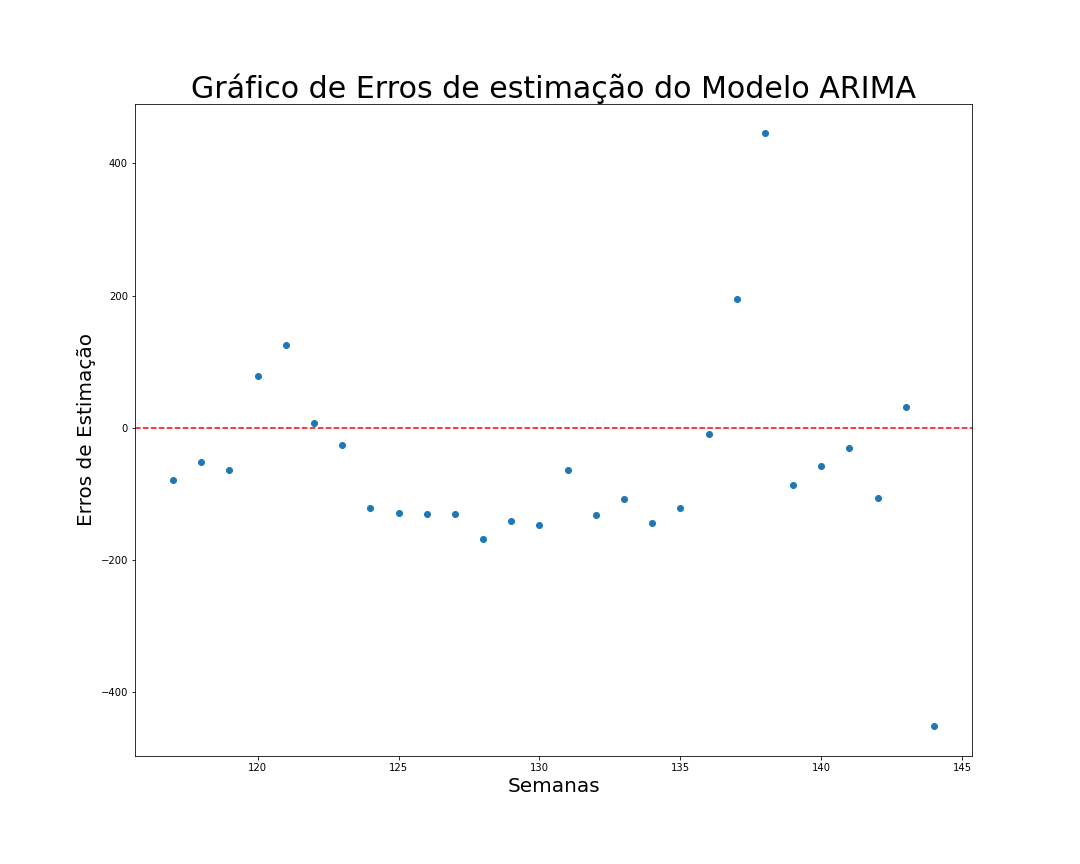 Gráfico de Erros de estimação do Modelo ARIMA
Erros de Estimação
400
200
0
−200
−400
120 125 130 135 140 145
Semanas